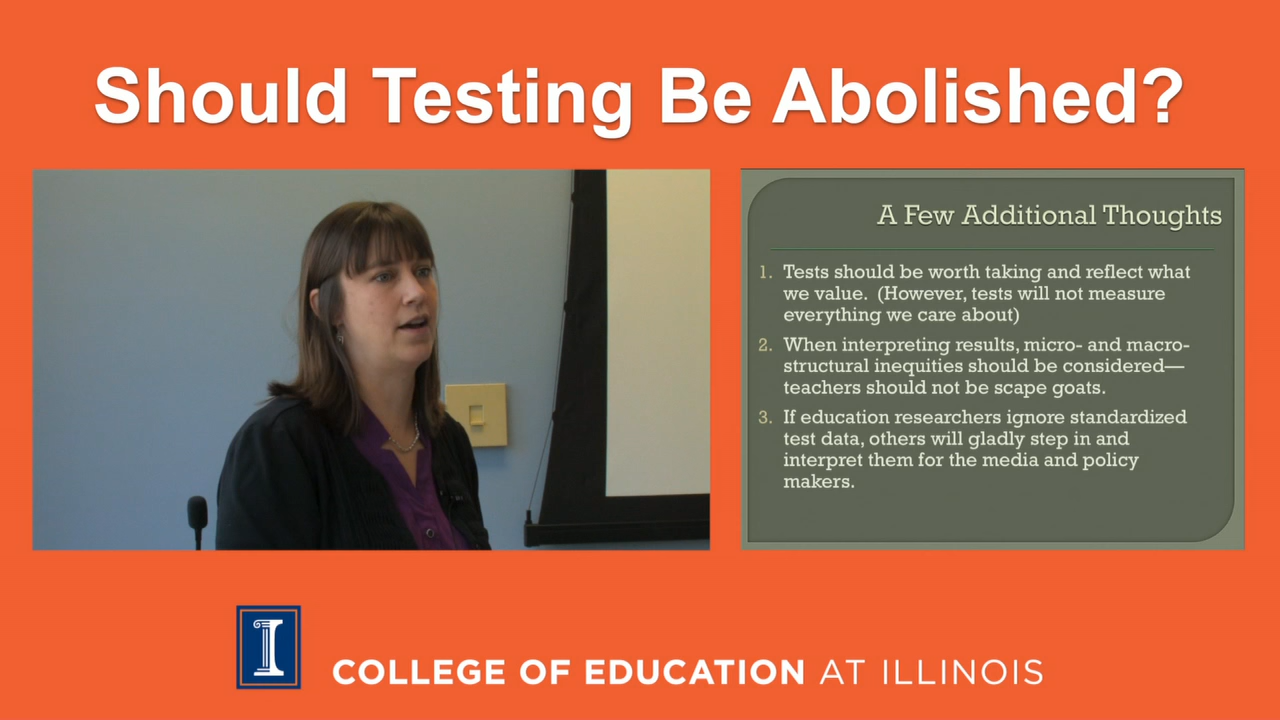 Should Testing Be Abolished?
A Few Additional Thoughts
1. Tests should be worth taking and reflect what
we value. (However, tests will not measure
everything we care about)
2. When interpreting results, micro- and macro-
structural inequities should be considered—
teachers should not be scape goats.
3. If education researchers ignore standardized
test data, others will gladly step in and
interpret them for the media and policy
makers.
I
COLLEGE OF EDUCATION AT ILLINOIS